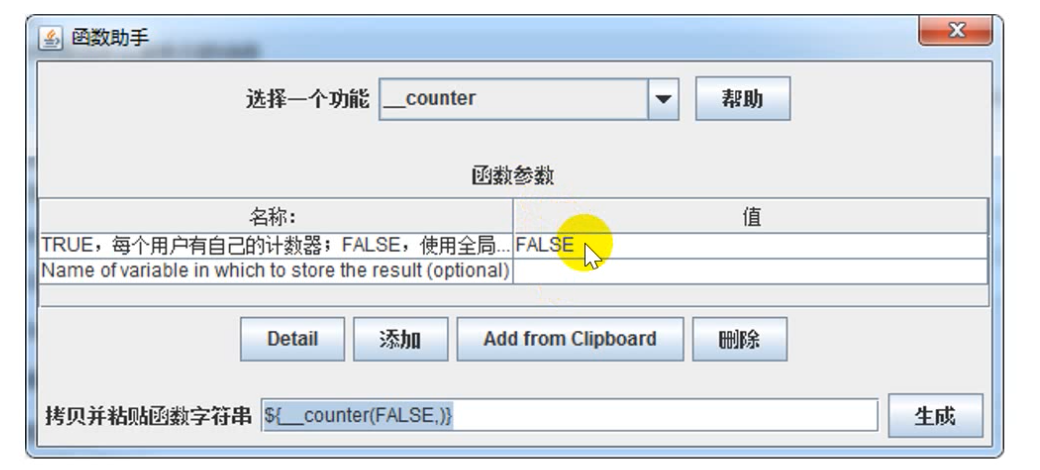 函数助手
选择一个功能 __counter 帮助
函数参数
名称: 值
TRUE，每个用户有自己的计数器；FALSE，使用全局... FALSE
Name of variable in which to store the result (optional)
Detail 添加 Add from Clipboard 删除
拷贝并粘贴函数字符串 ${__counter(FALSE,)} 生成